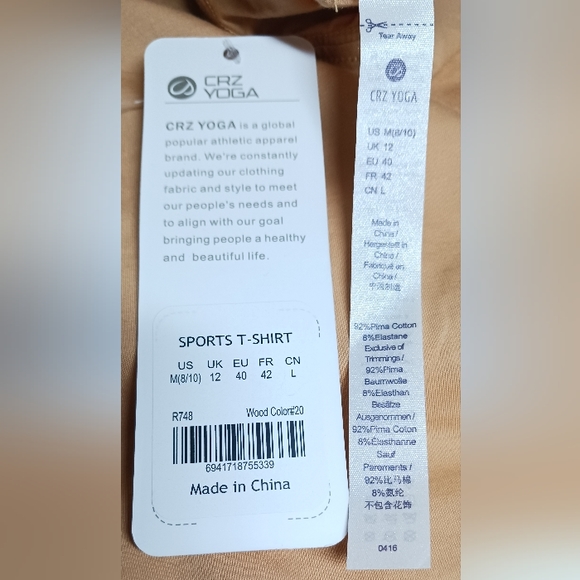 CRZ
YOGA
CRZ YOGA is a global
popular athletic apparel
brand. We're constantly
updating our clothing
fabric and style to meet
our people's needs and
to align with our goal
bringing people a healthy
and beautiful life.
SPORTS T-SHIRT
US UK EU FR CN
M(8/10) 12 40 42 L
R748 Wood Color#20
6941718755339
Made in China
Tear Away
CRZ YOGA
US M(8/10)
UK 12
EU 40
FR 42
CN L
Made in
China /
Hergestellt in
China /
Fabriqué en
China /
中国制造
92%Pima Cotton
8%Elastane
Exclusive of
Trimmings /
92%Pima
Baumwolle
8%Elasthan
Besätze
Ausgenommen /
92%Pima Coton
8%Élasthanne
Sauf
Parements /
92%比马棉
8%氨纶
不包含花饰
0416